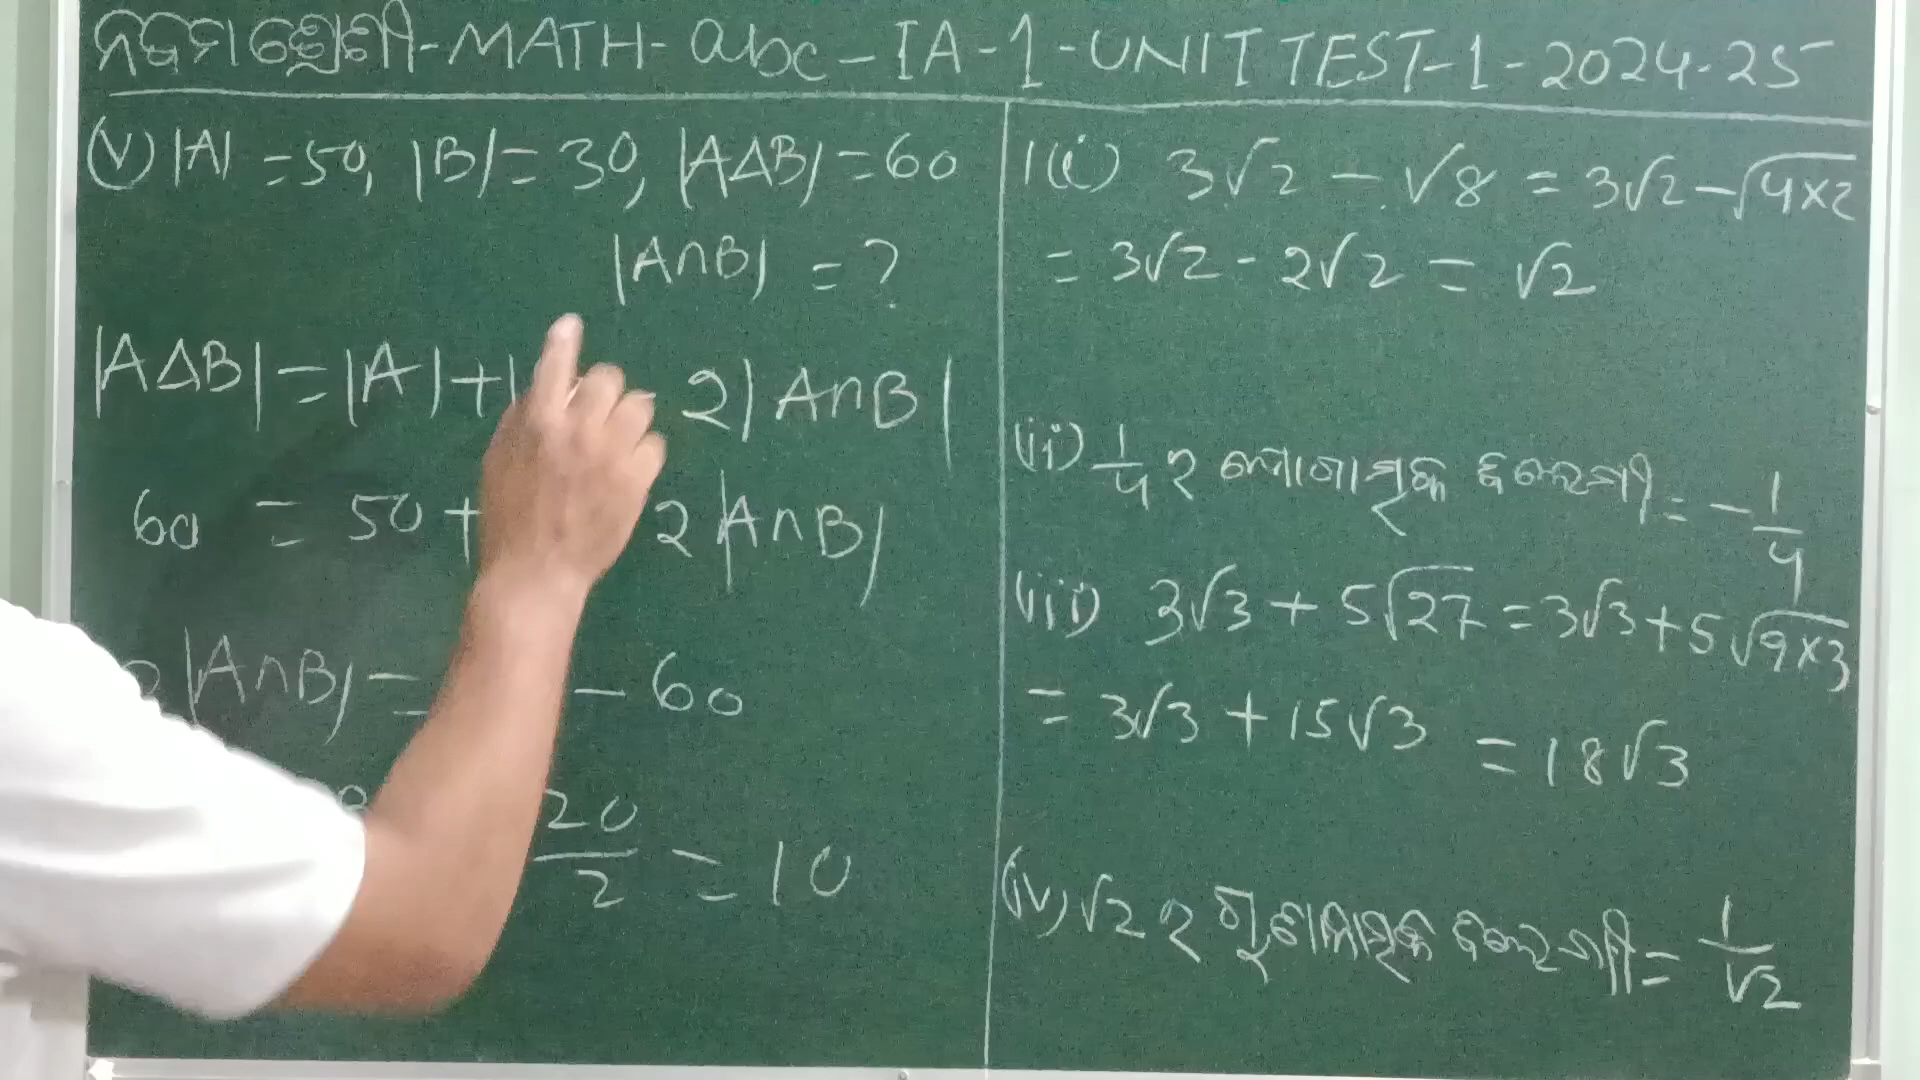 ନବମ ଶ୍ରେଣୀ-MATH-abc-IA-1-UNIT TEST-1-2024-25
(V) |A| = 50, |B| = 30, |A∆B| = 60
|A∩B| = ?
|A∆B| = |A| + | - 2|A∩B|
60 = 50 + 2|A∩B|
|A∩B| = - 60
20/2 = 10
1(i) 3√2 - √8 = 3√2 - √4×2
= 3√2 - 2√2 = √2
(ii) 1/4 ର ଯୋଗାତ୍ମକ ବିଲୋମୀ = - 1/4
(iii) 3√3 + 5√27 = 3√3 + 5√9×3
= 3√3 + 15√3 = 18√3
(iv) √2 ର ଗୁଣନାତ୍ମକ ବିଲୋମୀ = 1/√2